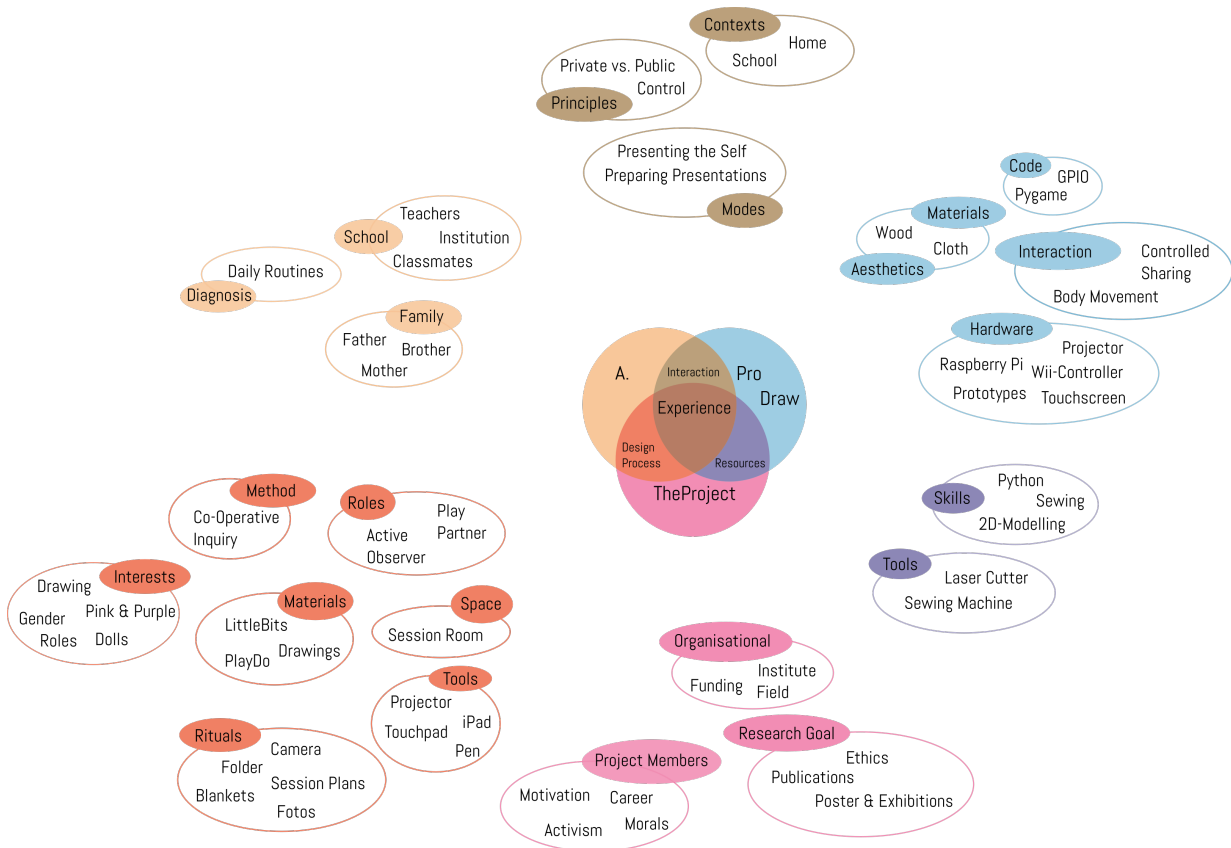 Contexts
Home
School
Private vs. Public
Control
Principles
Presenting the Self
Preparing Presentations
Modes
Code
GPIO
Pygame
Materials
Wood
Cloth
Aesthetics
Interaction
Controlled
Sharing
Body Movement
Hardware
Projector
Raspberry Pi
Wii-Controller
Prototypes
Touchscreen
School
Teachers
Institution
Classmates
Daily Routines
Diagnosis
Family
Father
Brother
Mother
A.
Interaction
Pro
Draw
Experience
Design
Process
Resources
TheProject
Method
Co-Operative
Inquiry
Roles
Play
Partner
Active
Observer
Interests
Drawing
Pink & Purple
Gender
Roles
Dolls
Materials
LittleBits
Drawings
PlayDo
Space
Session Room
Tools
Projector
iPad
Touchpad
Pen
Rituals
Camera
Folder
Session Plans
Blankets
Fotos
Skills
Python
Sewing
2D-Modelling
Tools
Laser Cutter
Sewing Machine
Organisational
Institute
Funding
Field
Research Goal
Ethics
Publications
Poster & Exhibitions
Project Members
Motivation
Career
Activism
Morals